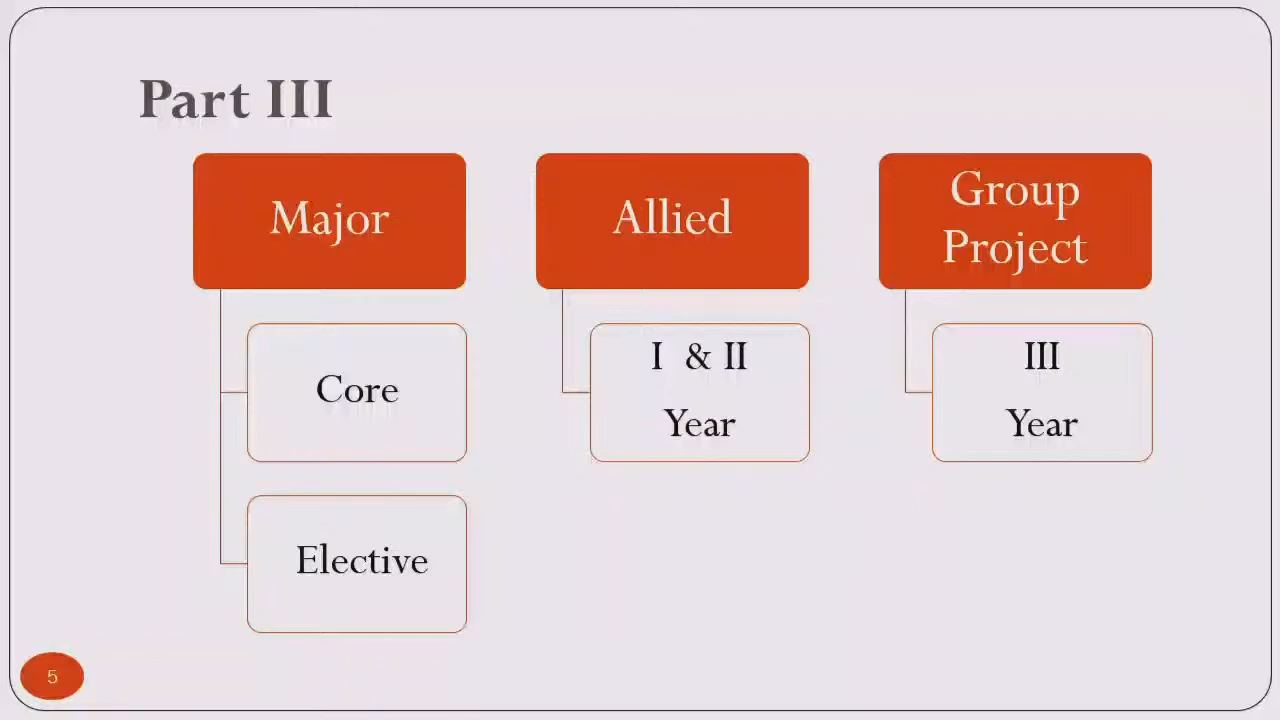 Part III
Major
Core
Elective
Allied
I & II
Year
Group
Project
III
Year
5